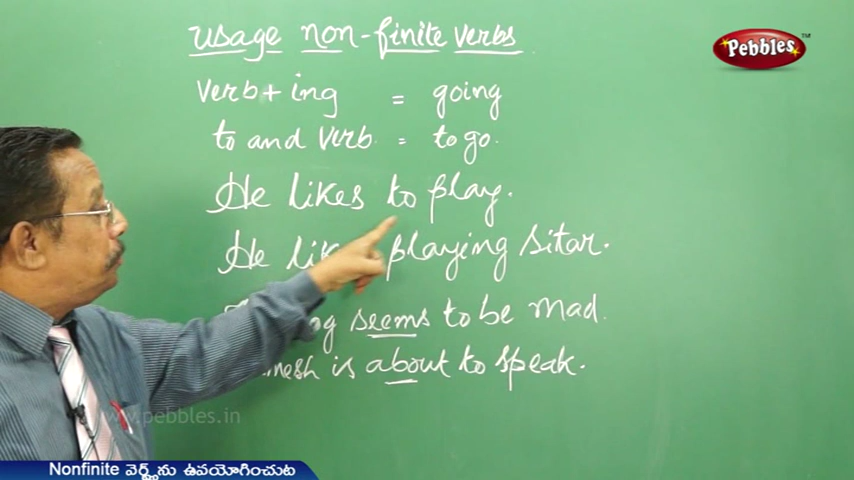 usage non-finite verbs
Pebbles TM
verb+ing = going
to and verb = to go.
He likes to play.
He playing sitar.
seems to be mad.
is about to speak.
www.pebbles.in
Nonfinite వెర్బ్స్‌ను ఉపయోగించుట